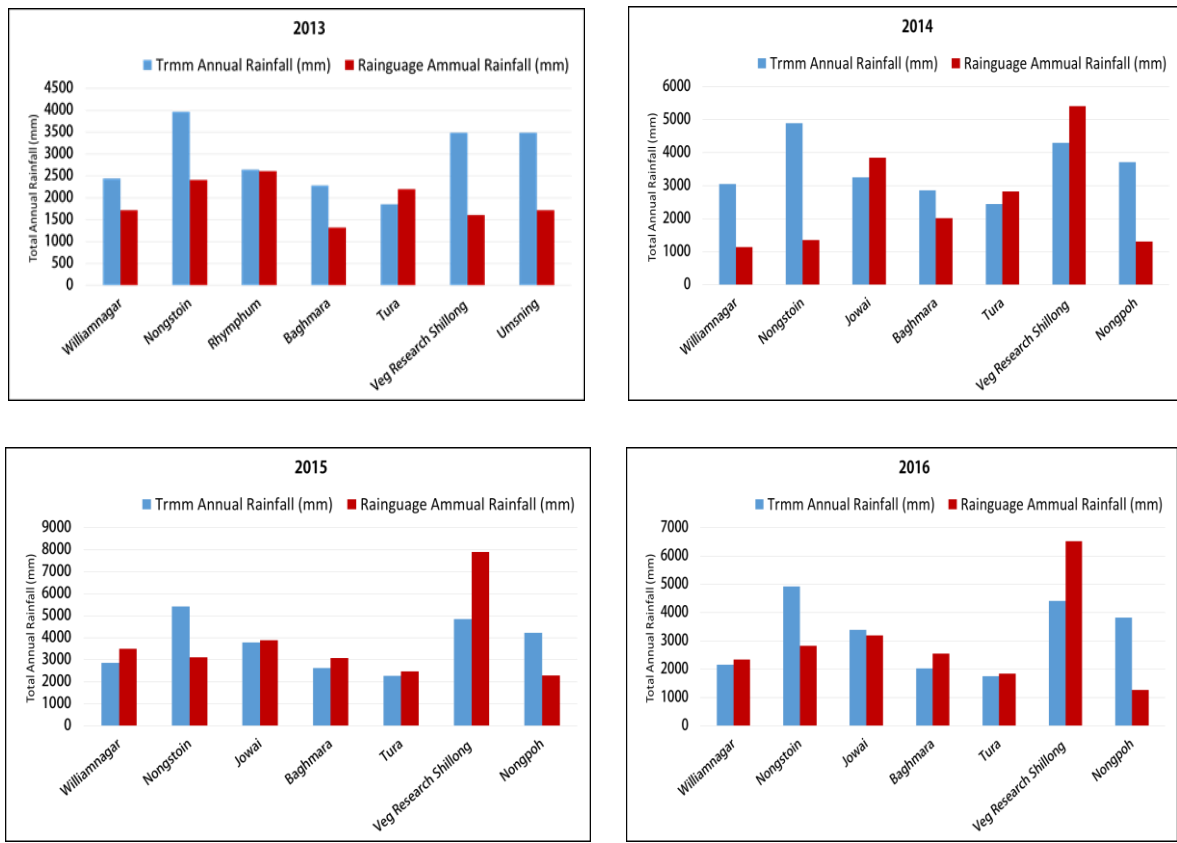 2013
Trmm Annual Rainfall (mm) Rainguage Ammual Rainfall (mm)
Total Annual Rainfall (mm)
4500
4000
3500
3000
2500
2000
1500
1000
500
0
Williamnagar
Nongstoin
Rhymphum
Baghmara
Tura
Veg Research Shillong
Umsning
2014
Trmm Annual Rainfall (mm) Rainguage Ammual Rainfall (mm)
Total Annual Rainfall (mm)
6000
5000
4000
3000
2000
1000
0
Williamnagar
Nongstoin
Jowai
Baghmara
Tura
Veg Research Shillong
Nongpoh
2015
Trmm Annual Rainfall (mm) Rainguage Ammual Rainfall (mm)
Total Annual Rainfall (mm)
9000
8000
7000
6000
5000
4000
3000
2000
1000
0
Williamnagar
Nongstoin
Jowai
Baghmara
Tura
Veg Research Shillong
Nongpoh
2016
Trmm Annual Rainfall (mm) Rainguage Ammual Rainfall (mm)
Total Annual Rainfall (mm)
7000
6000
5000
4000
3000
2000
1000
0
Williamnagar
Nongstoin
Jowai
Baghmara
Tura
Veg Research Shillong
Nongpoh